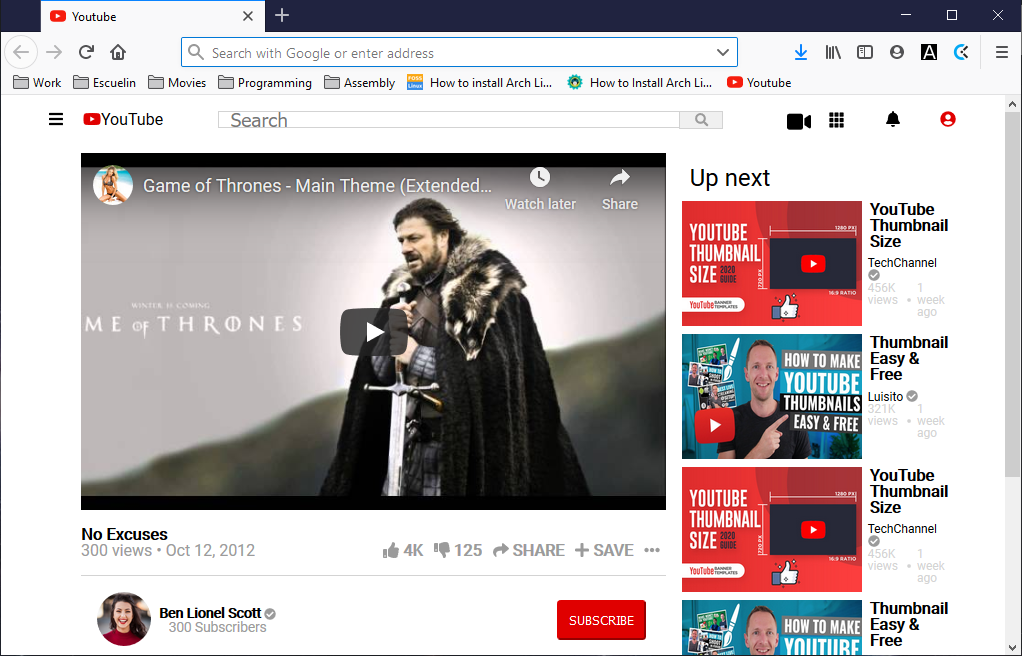 Youtube
Search with Google or enter address
Work
Escuelin
Movies
Programming
Assembly
FOSS Linux
How to install Arch Li...
How to Install Arch Li...
Youtube
YouTube
Search
Game of Thrones - Main Theme (Extended...
Watch later
Share
WINTER IS COMING
ME OF THRONES
No Excuses
300 views • Oct 12, 2012
4K
125
SHARE
SAVE
Ben Lionel Scott
300 Subscribers
SUBSCRIBE
Up next
YOUTUBE
THUMBNAIL
SIZE 2020 GUIDE
YouTube BANNER TEMPLATES
1280 PX
720 PX
16:9 RATIO
YouTube
Thumbnail
Size
TechChannel
456K views • 1 week ago
HOW TO MAKE
YOUTUBE
THUMBNAILS
EASY & FREE
Thumbnail
Easy &
Free
Luisito
321K views • 1 week ago
YOUTUBE
THUMBNAIL
SIZE 2020 GUIDE
YouTube BANNER TEMPLATES
1280 PX
720 PX
16:9 RATIO
YouTube
Thumbnail
Size
TechChannel
456K views • 1 week ago
HOW TO MAKE
YOUTUBE
Thumbnail
Easy &
Free